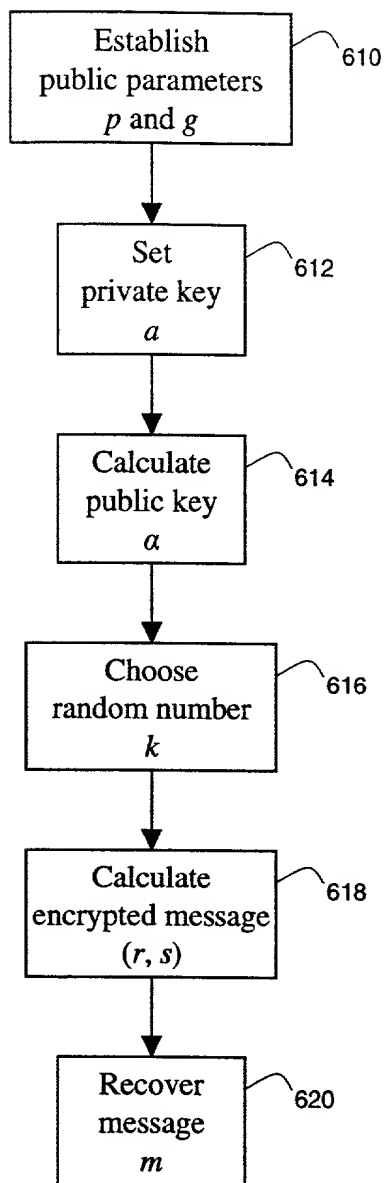 Establish
public parameters
p and g
610
Set
private key
a
612
Calculate
public key
α
614
Choose
random number
k
616
Calculate
encrypted message
(r, s)
618
Recover
message
m
620